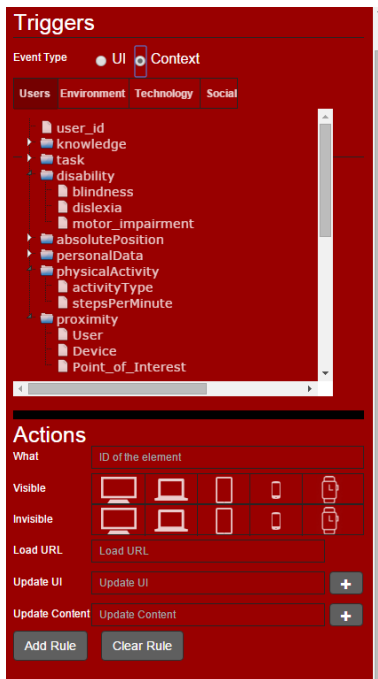 Triggers
Event Type UI Context
Users Environment Technology Social
user_id
knowledge
task
disability
blindness
dislexia
motor_impairment
absolutePosition
personalData
physicalActivity
activityType
stepsPerMinute
proximity
User
Device
Point_of_Interest
Actions
What ID of the element
Visible
Invisible
Load URL Load URL
Update UI Update UI +
Update Content Update Content +
Add Rule Clear Rule